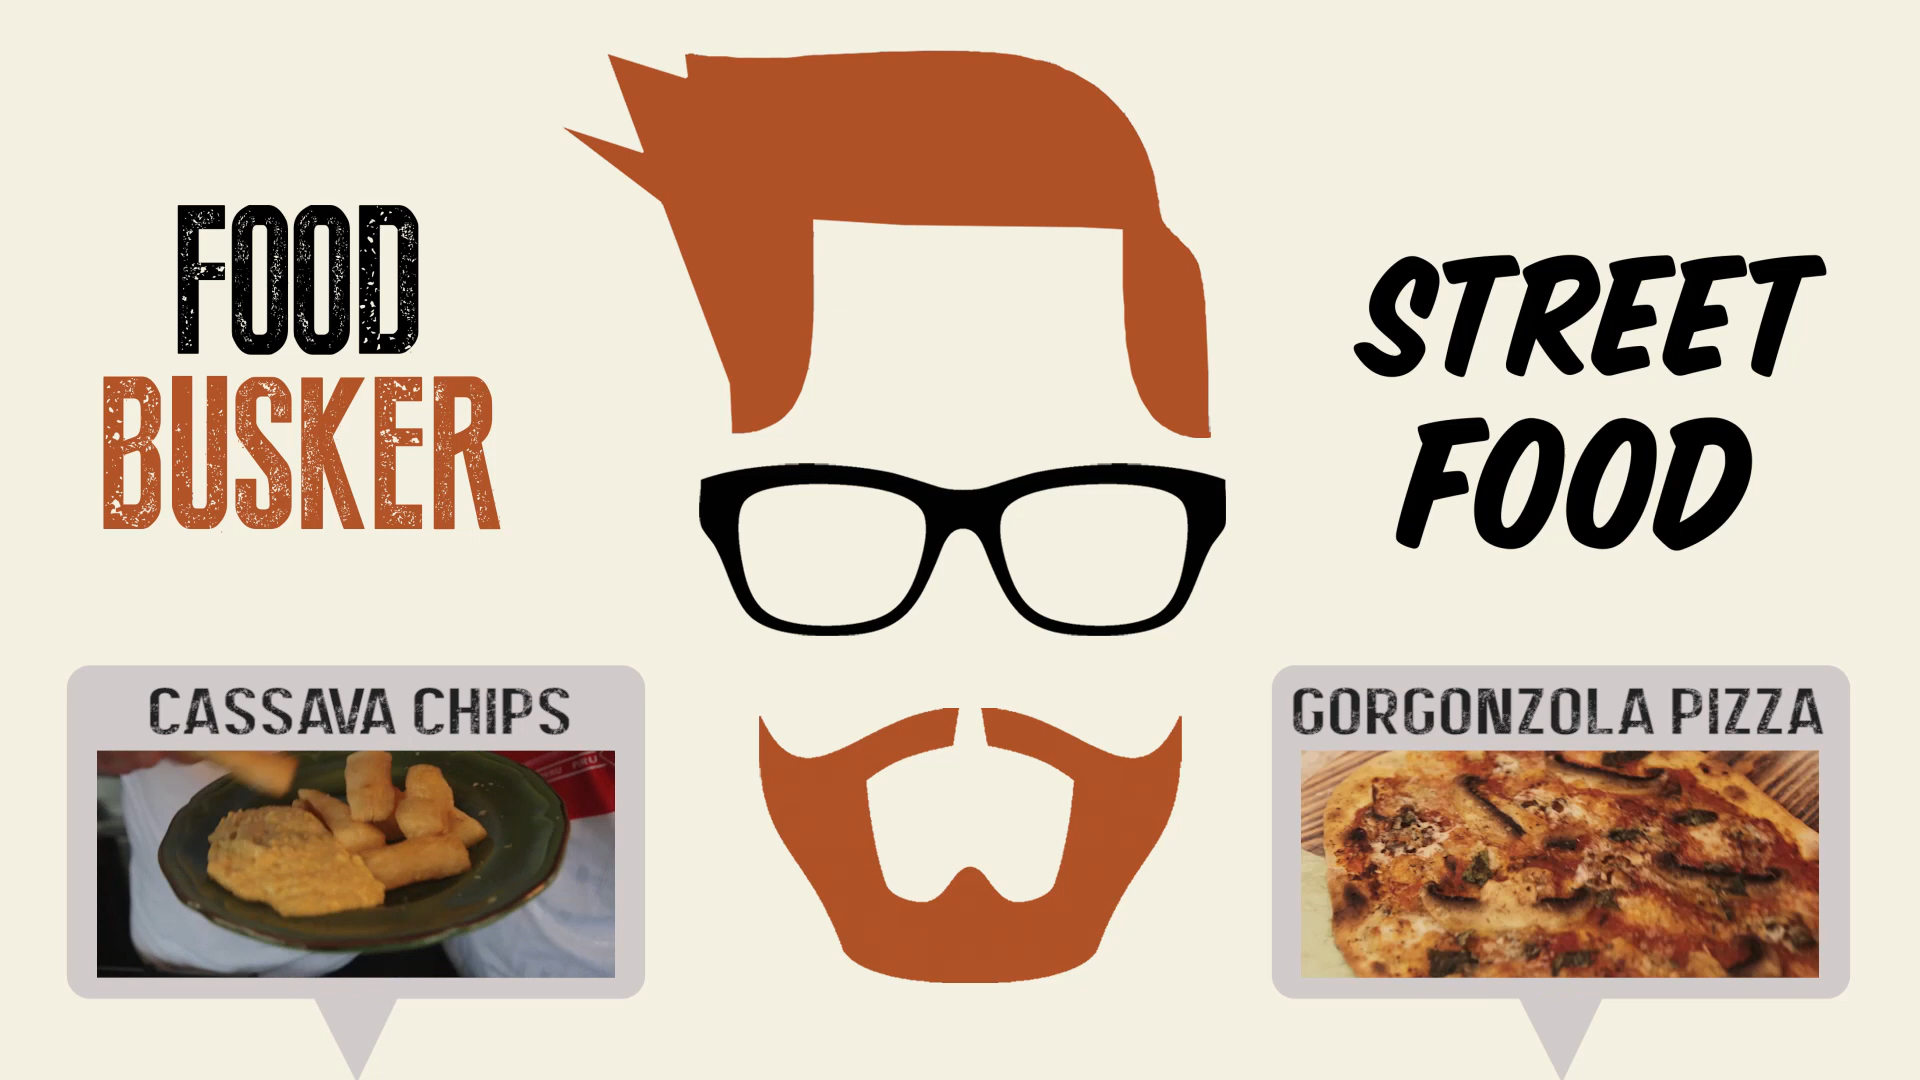 FOOD
BUSKER
STREET
FOOD
CASSAVA CHIPS
GORGONZOLA PIZZA